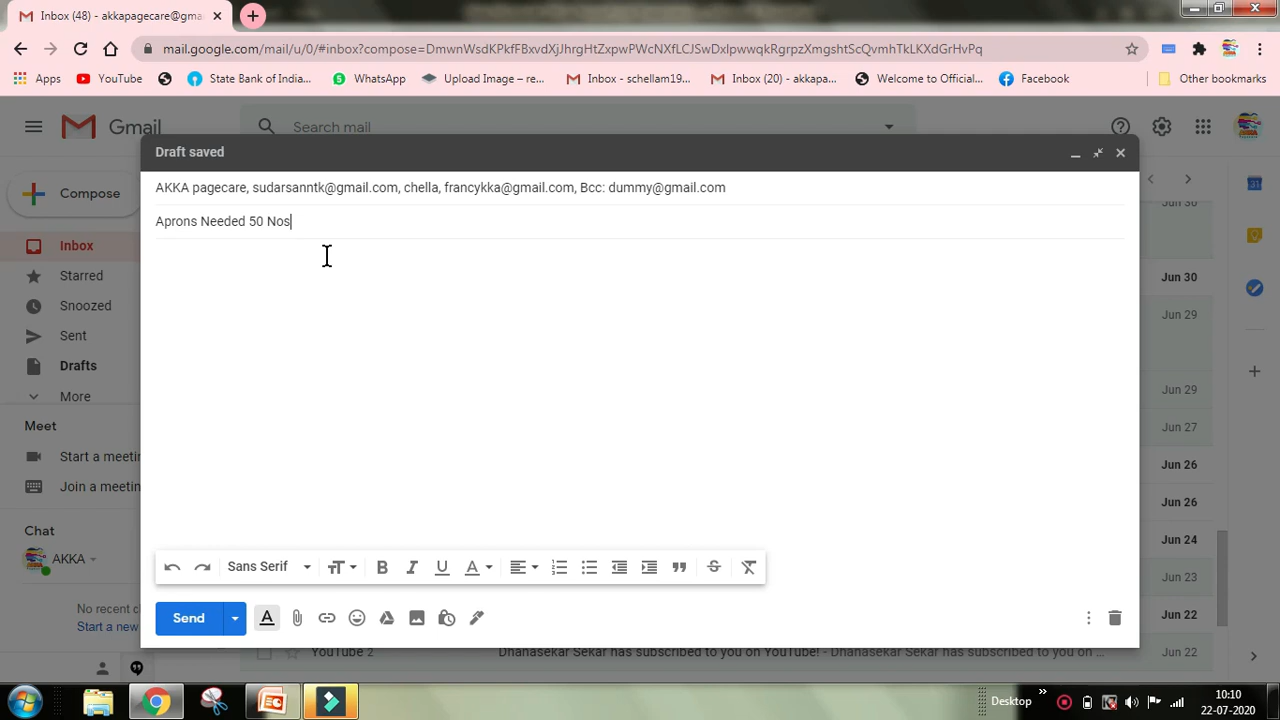 Inbox (48) - akkapagecare@gma
mail.google.com/mail/u/0/#inbox?compose=DmwnWsdKPkfFBxvdXjJhrgHtZxpwPWcNXfLCJSwDxlpwwqkRgrpzXmgshtScQvmhTkLKXdGrHvPq
Apps YouTube State Bank of India... WhatsApp Upload Image – re... Inbox - schellam19... Inbox (20) - akkapa... Welcome to Official... Facebook Other bookmarks
Gmail Search mail
Draft saved
AKKA pagecare, sudarsanntk@gmail.com, chella, francykka@gmail.com, Bcc: dummy@gmail.com
Compose
Jun 30
Aprons Needed 50 Nos
Inbox
Starred
Jun 30
Snoozed
Jun 29
Sent
Drafts
Jun 29
More
Meet
Jun 27
Start a meetin
Jun 26
Join a meeting
Jun 26
Chat
Jun 24
AKKA
Sans Serif
Jun 23
No recent c
Send
Jun 22
Start a new
YouTube 2 Dhanasekar Sekar has subscribed to you on YouTube! - Dhanasekar Sekar has subscribed to you on ... Jun 22
Desktop
10:10
22-07-2020